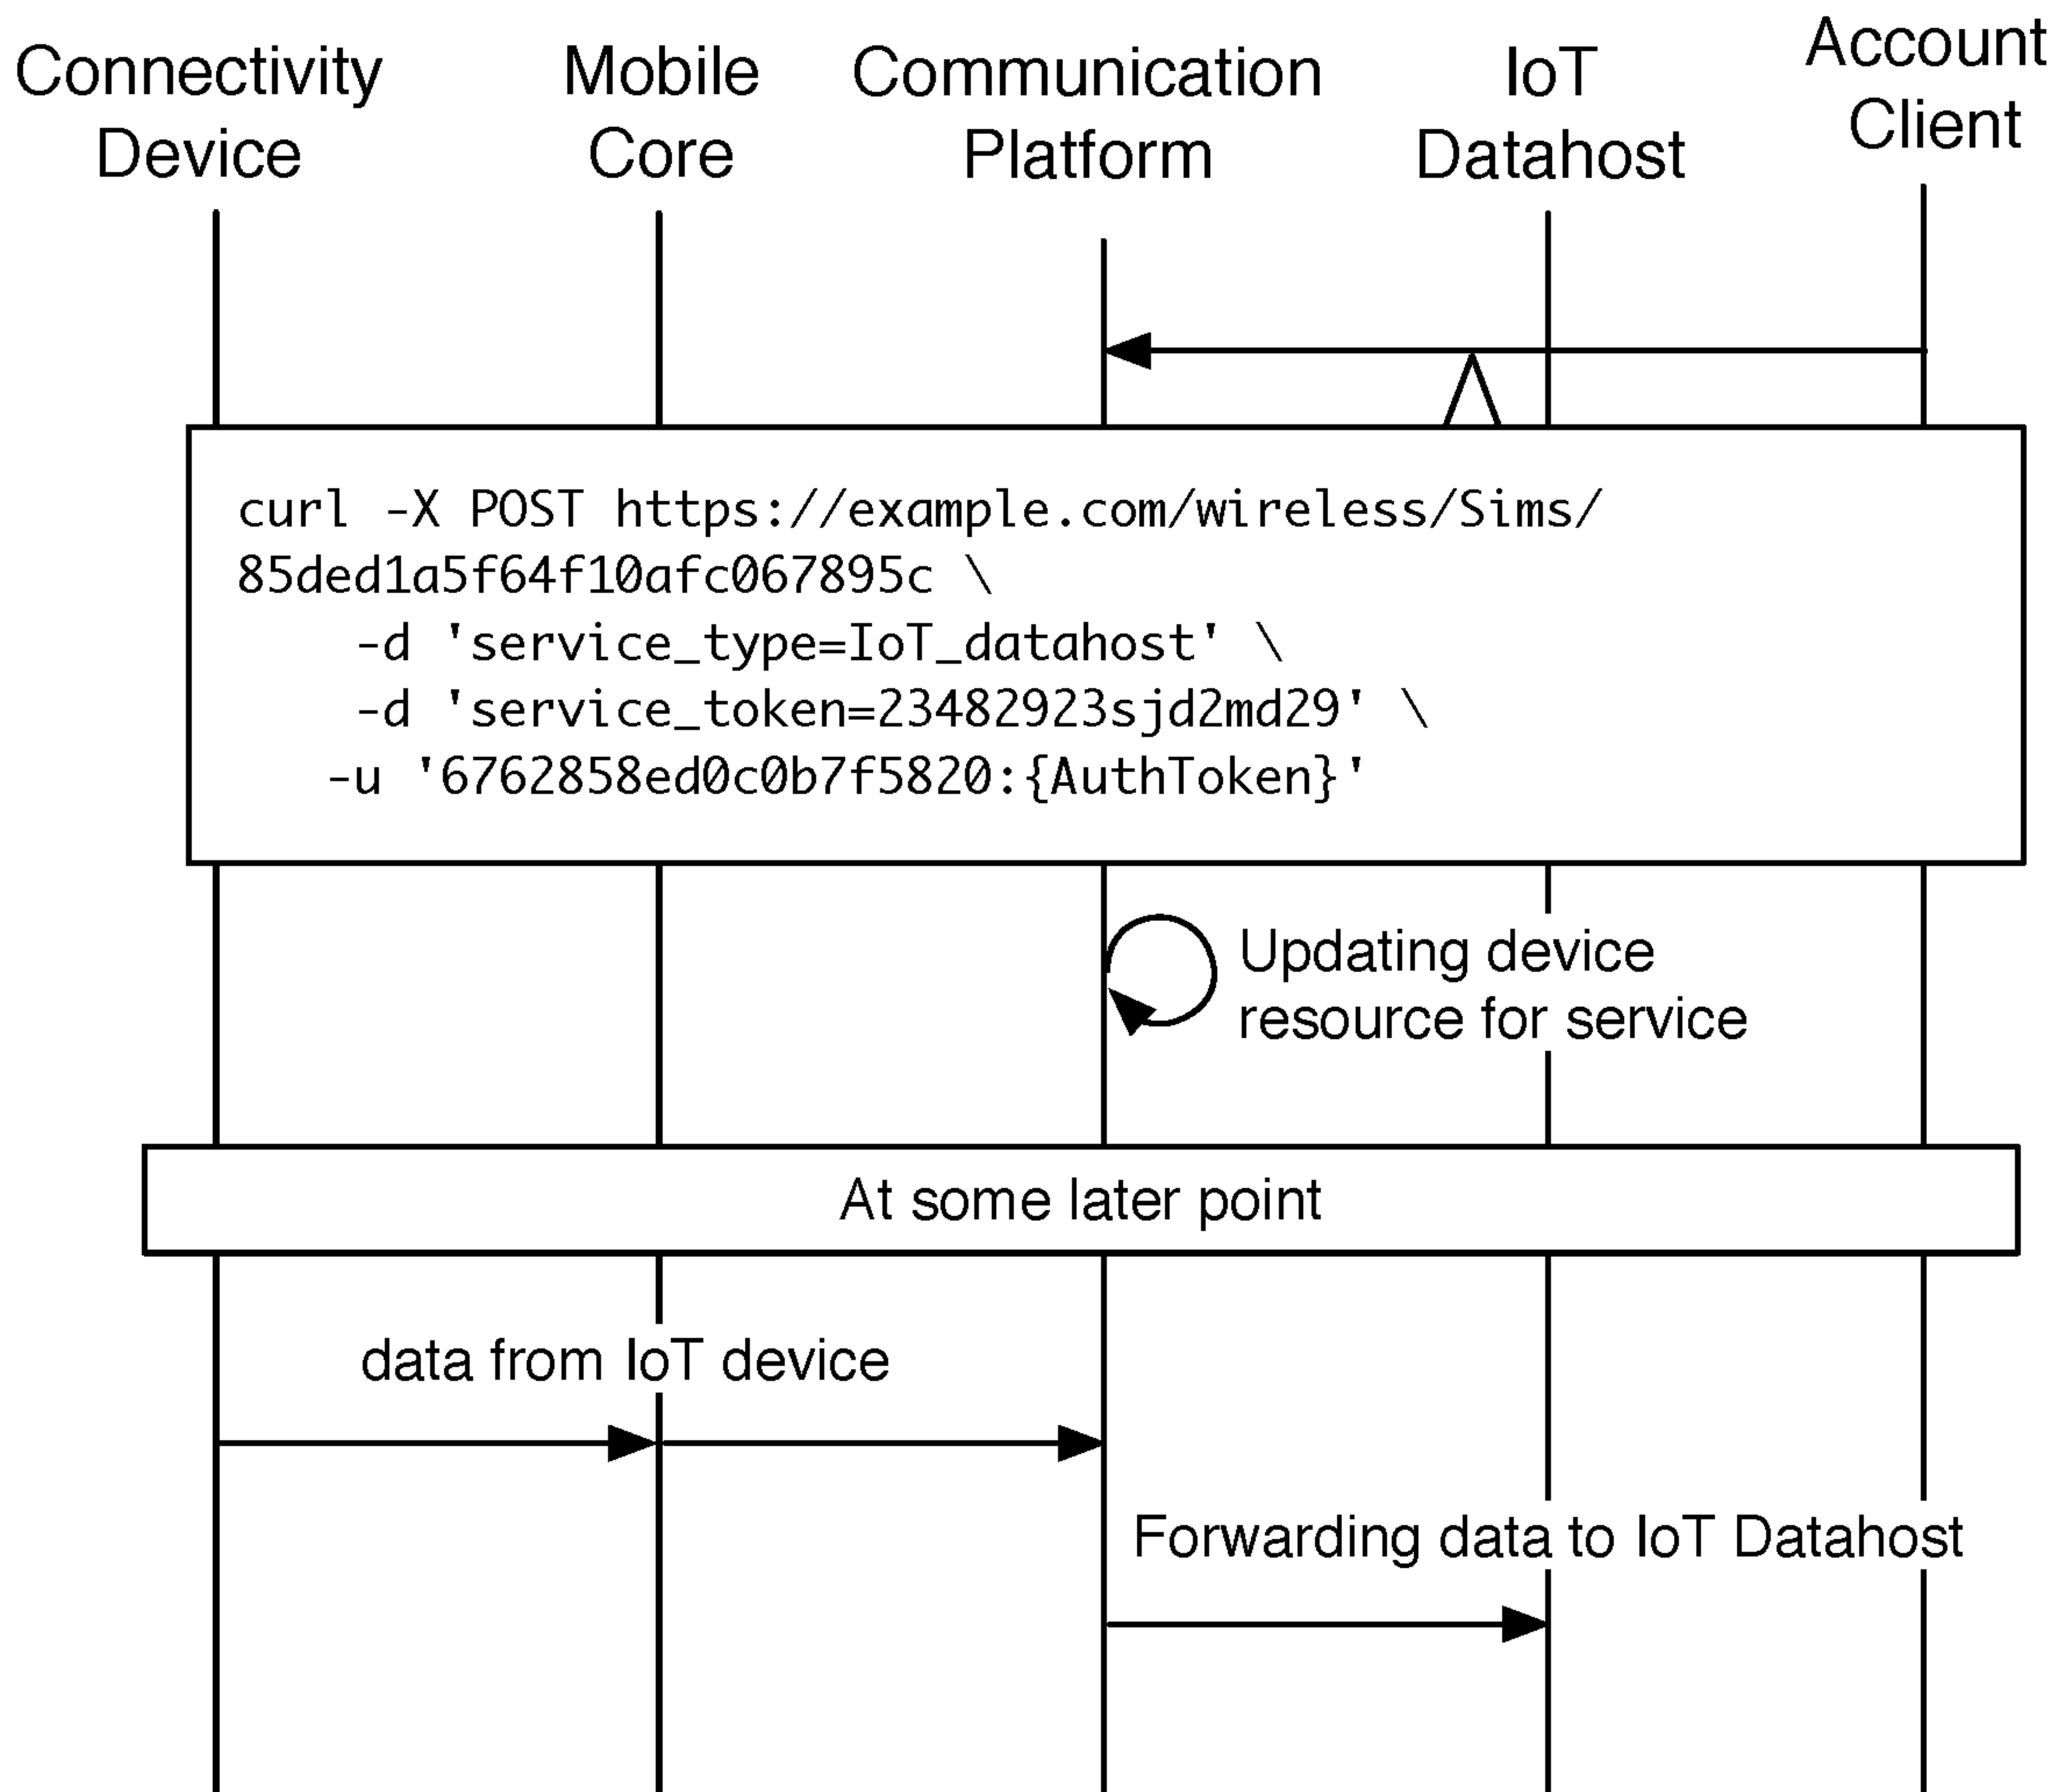 Connectivity
Device
Mobile
Core
Communication
Platform
IoT
Datahost
Account
Client
curl -X POST https://example.com/wireless/Sims/
85ded1a5f64f10afc067895c \
-d 'service_type=IoT_datahost' \
-d 'service_token=23482923sjd2md29' \
-u '6762858ed0c0b7f5820:{AuthToken}'
Updating device
resource for service
At some later point
data from IoT device
Forwarding data to IoT Datahost